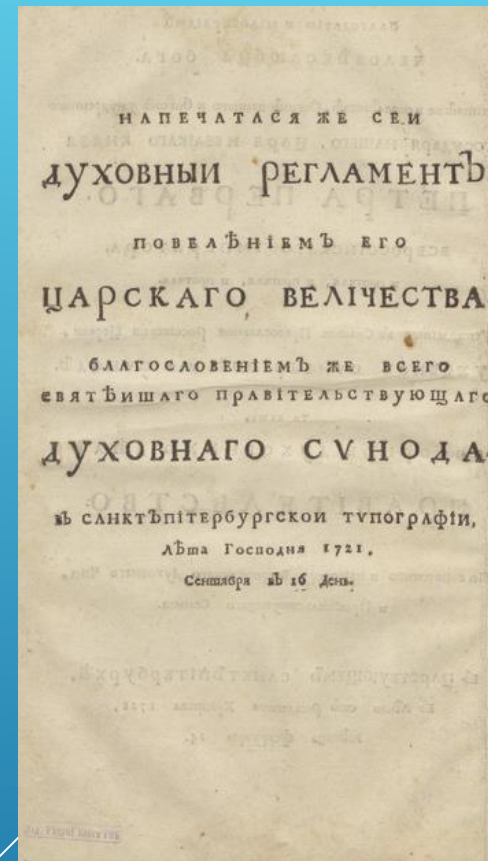 НАПЕЧАТАСЯ ЖЕ СЕИ
ДУХОВНЫИ РЕГЛАМЕНТЪ
ПОВЕЛѢНІЕМЪ ЕГО
ЦАРСКАГО ВЕЛІЧЕСТВА,
БЛАГОСЛОВЕНІЕМЪ ЖЕ ВСЕГО
СВЯТѢИШАГО ПРАВІТЕЛЬСТВУЮЩАГО
ДУХОВНАГО СѴНОДА
ВЪ САНКТЪПІТЕРБУРГСКОИ ТѴПОГРАФІИ,
Лѣта Господня 1721,
Сентября въ 16 день.